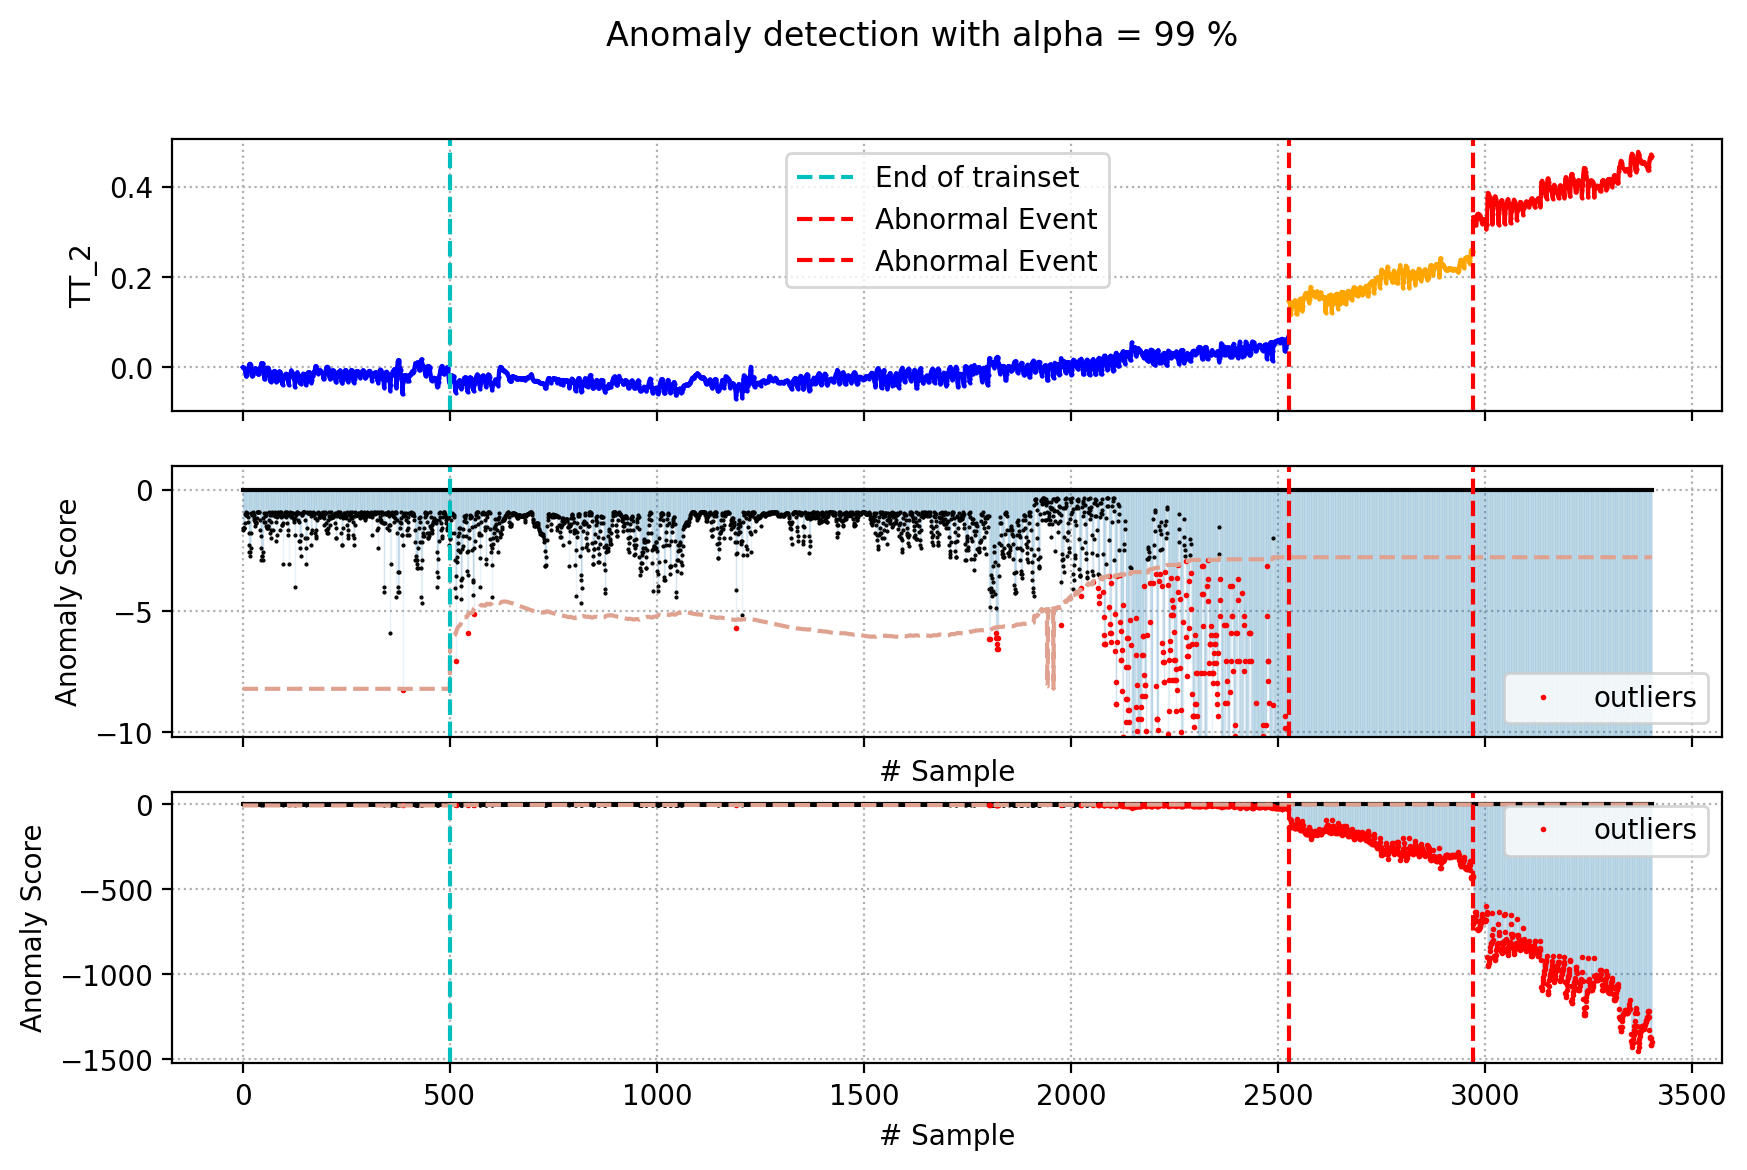 Anomaly detection with alpha = 99 %
TT_2
0.4
0.2
0.0
End of trainset
Abnormal Event
Abnormal Event
Anomaly Score
0
−5
−10
outliers
# Sample
Anomaly Score
0
−500
−1000
−1500
outliers
0 500 1000 1500 2000 2500 3000 3500
# Sample